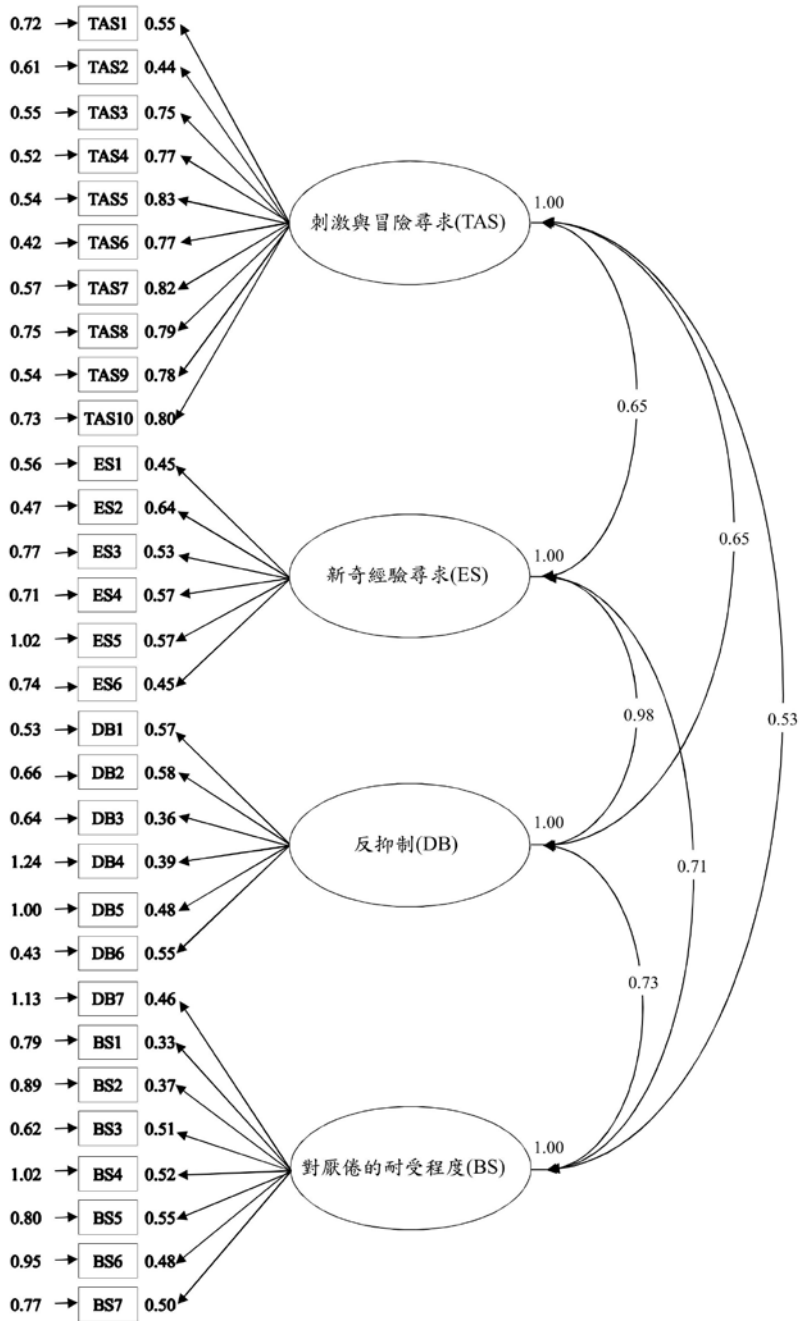 0.72 TAS1 0.55
0.61 TAS2 0.44
0.55 TAS3 0.75
0.52 TAS4 0.77
0.54 TAS5 0.83
0.42 TAS6 0.77
0.57 TAS7 0.82
0.75 TAS8 0.79
0.54 TAS9 0.78
0.73 TAS10 0.80
刺激與冒險尋求(TAS)
1.00
0.56 ES1 0.45
0.47 ES2 0.64
0.77 ES3 0.53
0.71 ES4 0.57
1.02 ES5 0.57
0.74 ES6 0.45
新奇經驗尋求(ES)
1.00
0.53 DB1 0.57
0.66 DB2 0.58
0.64 DB3 0.36
1.24 DB4 0.39
1.00 DB5 0.48
0.43 DB6 0.55
反抑制(DB)
1.00
1.13 DB7 0.46
0.79 BS1 0.33
0.89 BS2 0.37
0.62 BS3 0.51
1.02 BS4 0.52
0.80 BS5 0.55
0.95 BS6 0.48
0.77 BS7 0.50
對厭倦的耐受程度(BS)
1.00
0.65
0.65
0.53
0.98
0.71
0.73